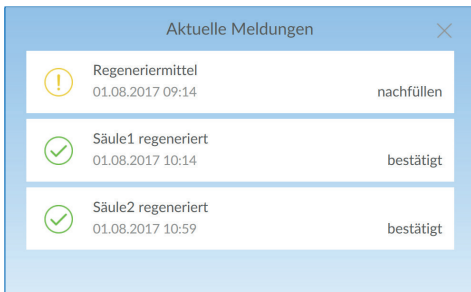 Aktuelle Meldungen
Regeneriermittel
01.08.2017 09:14
nachfüllen
Säule1 regeneriert
01.08.2017 10:14
bestätigt
Säule2 regeneriert
01.08.2017 10:59
bestätigt